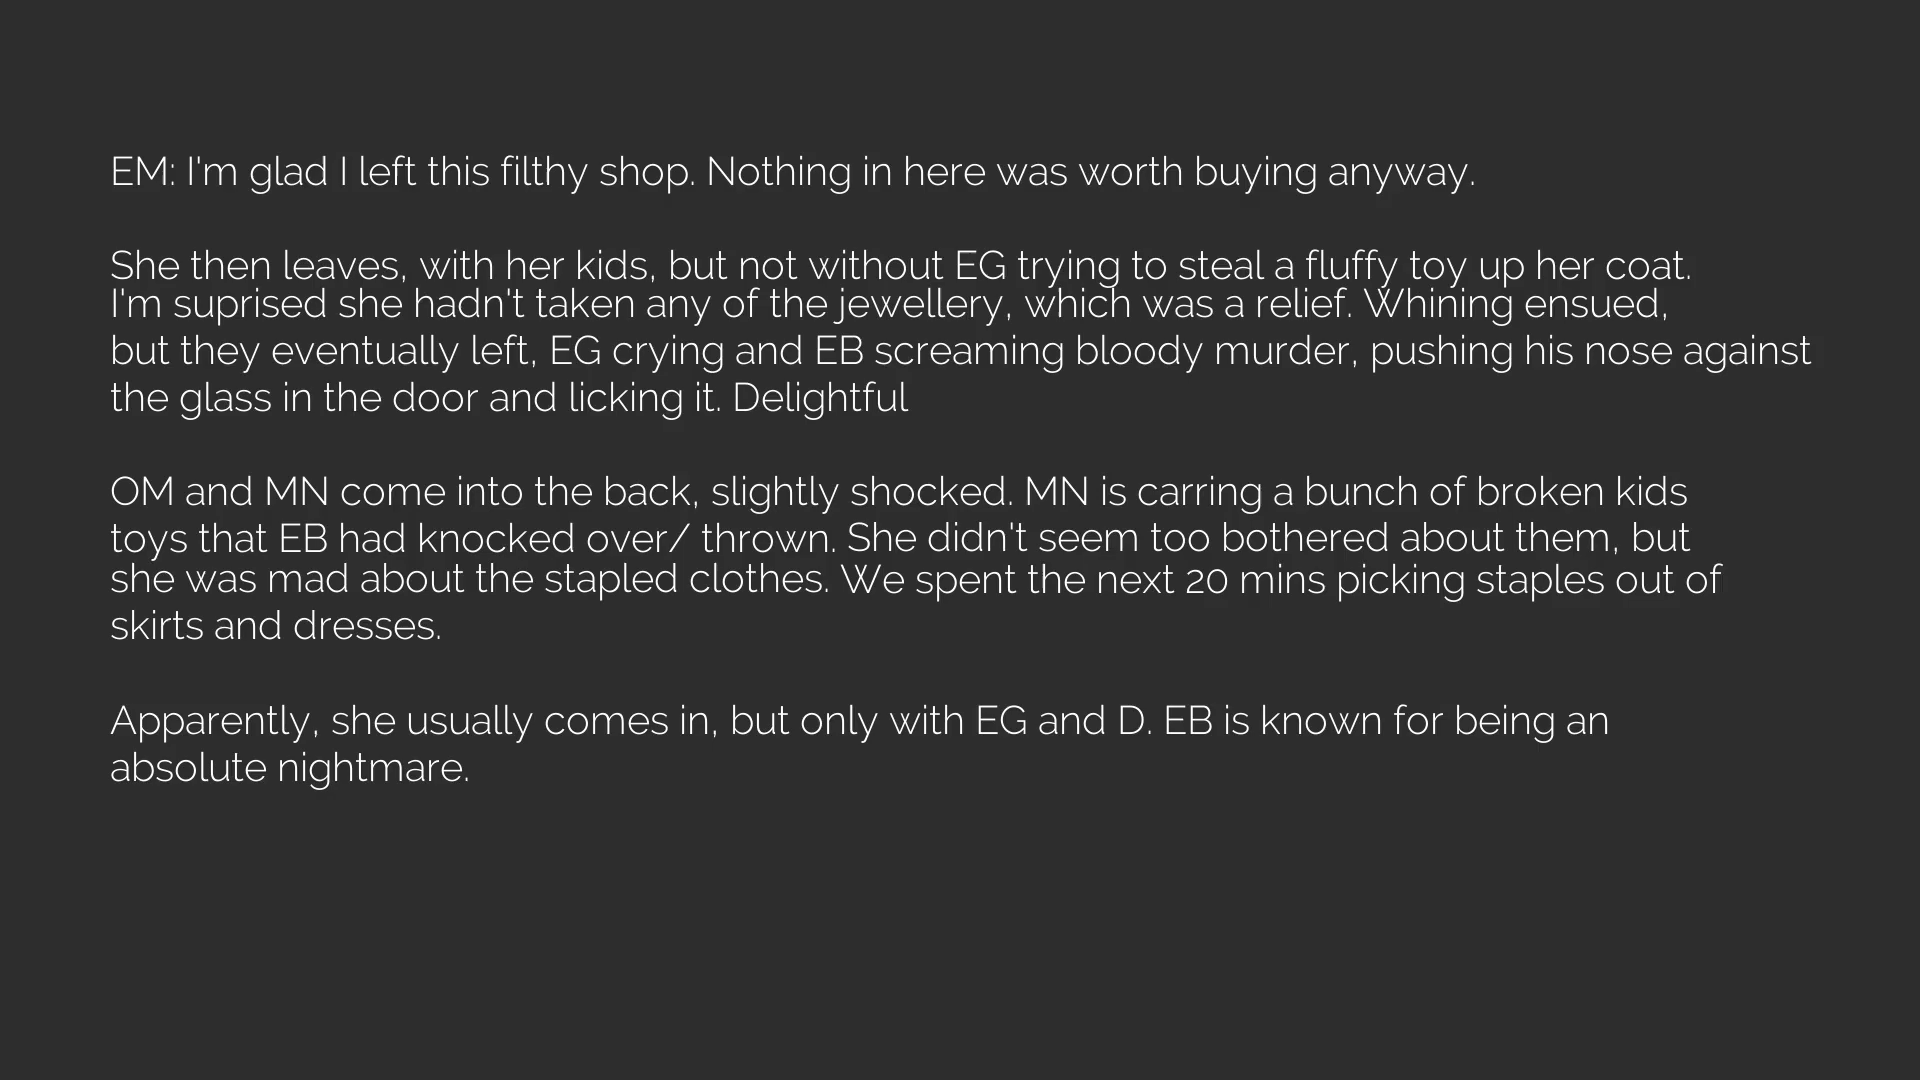 EM: I'm glad I left this filthy shop. Nothing in here was worth buying anyway.
She then leaves, with her kids, but not without EG trying to steal a fluffy toy up her coat.
I'm suprised she hadn't taken any of the jewellery, which was a relief. Whining ensued,
but they eventually left, EG crying and EB screaming bloody murder, pushing his nose against
the glass in the door and licking it. Delightful
OM and MN come into the back, slightly shocked. MN is carring a bunch of broken kids
toys that EB had knocked over/ thrown. She didn't seem too bothered about them, but
she was mad about the stapled clothes. We spent the next 20 mins picking staples out of
skirts and dresses.
Apparently, she usually comes in, but only with EG and D. EB is known for being an
absolute nightmare.